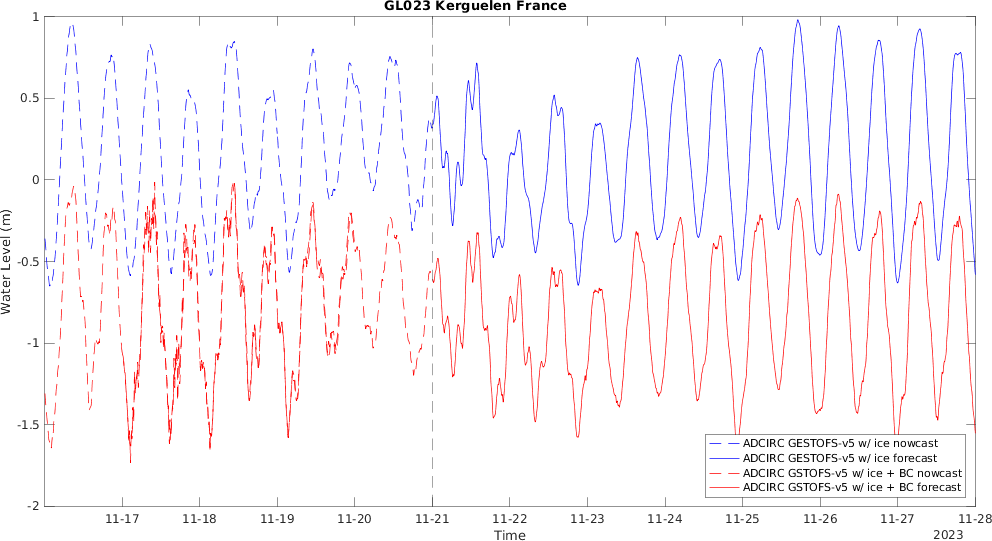 GL023 Kerguelen France
Water Level (m)
1
0.5
0
-0.5
-1
-1.5
-2
11-17 11-18 11-19 11-20 11-21 11-22 11-23 11-24 11-25 11-26 11-27 11-28
Time
2023
ADCIRC GESTOFS-v5 w/ ice nowcast
ADCIRC GESTOFS-v5 w/ ice forecast
ADCIRC GSTOFS-v5 w/ ice + BC nowcast
ADCIRC GSTOFS-v5 w/ ice + BC forecast